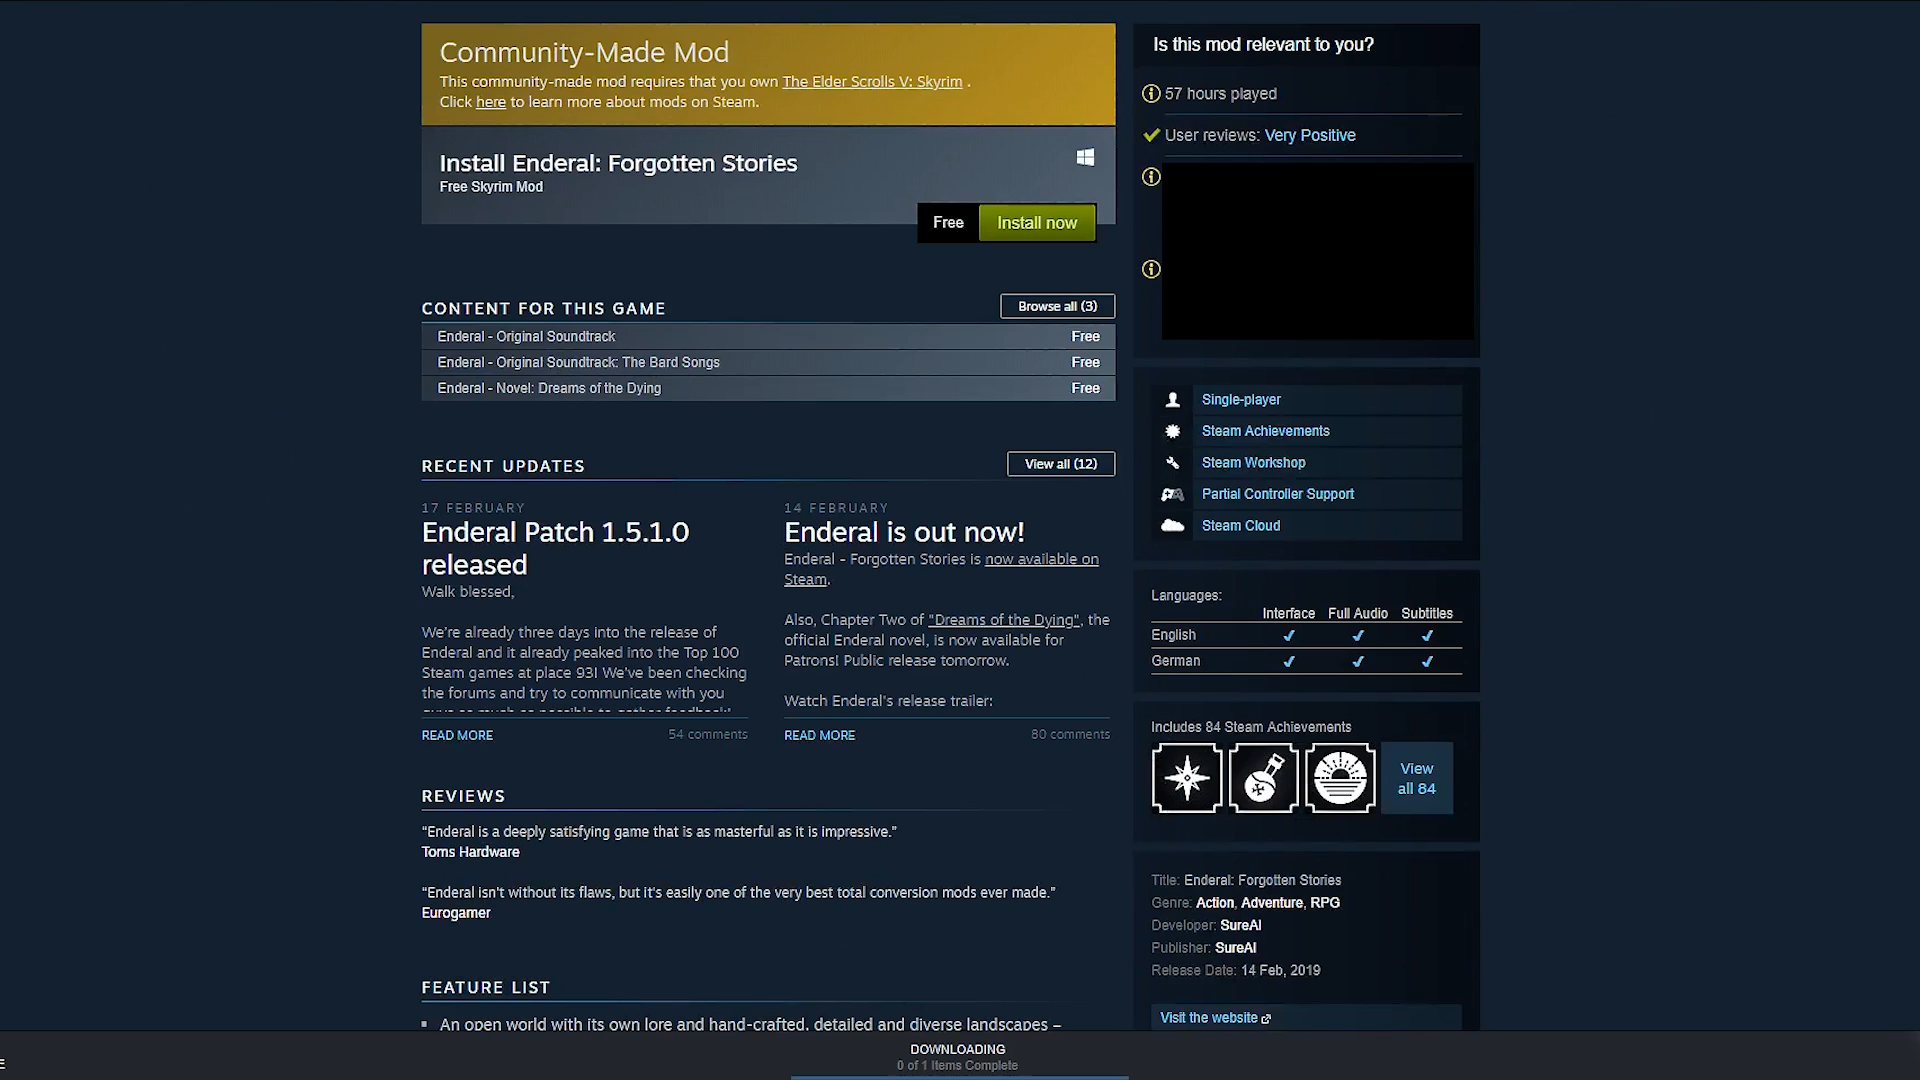 Community-Made Mod
This community-made mod requires that you own The Elder Scrolls V: Skyrim .
Click here to learn more about mods on Steam.
Install Enderal: Forgotten Stories
Free Skyrim Mod
Free
Install now
CONTENT FOR THIS GAME
Browse all (3)
Enderal - Original Soundtrack
Free
Enderal - Original Soundtrack: The Bard Songs
Free
Enderal - Novel: Dreams of the Dying
Free
RECENT UPDATES
View all (12)
17 FEBRUARY
Enderal Patch 1.5.1.0
released
Walk blessed,
We're already three days into the release of
Enderal and it already peaked into the Top 100
Steam games at place 93! We've been checking
the forums and try to communicate with you
guys as much as possible to gather feedback!
READ MORE
54 comments
14 FEBRUARY
Enderal is out now!
Enderal - Forgotten Stories is now available on
Steam.
Also, Chapter Two of "Dreams of the Dying", the
official Enderal novel, is now available for
Patrons! Public release tomorrow.
Watch Enderal's release trailer:
READ MORE
80 comments
REVIEWS
“Enderal is a deeply satisfying game that is as masterful as it is impressive.”
Toms Hardware
“Enderal isn't without its flaws, but it's easily one of the very best total conversion mods ever made.”
Eurogamer
FEATURE LIST
An open world with its own lore and hand-crafted, detailed and diverse landscapes –
Is this mod relevant to you?
57 hours played
User reviews: Very Positive
Single-player
Steam Achievements
Steam Workshop
Partial Controller Support
Steam Cloud
Languages:
Interface Full Audio Subtitles
English
German
Includes 84 Steam Achievements
View
all 84
Title: Enderal: Forgotten Stories
Genre: Action, Adventure, RPG
Developer: SureAI
Publisher: SureAI
Release Date: 14 Feb, 2019
Visit the website
DOWNLOADING
0 of 1 Items Complete